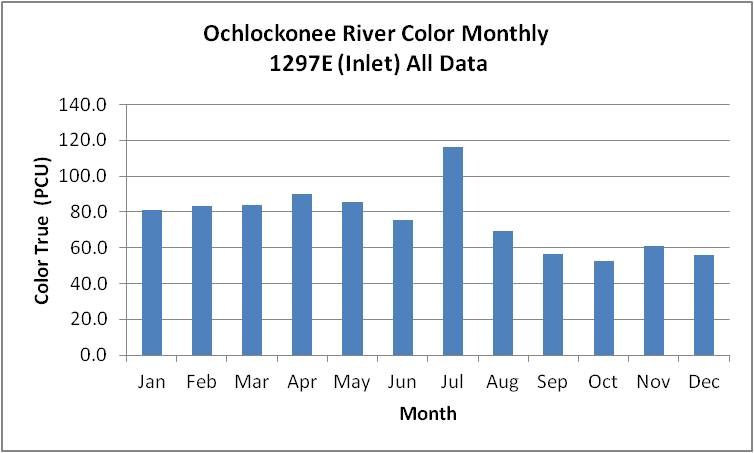 Ochlockonee River Color Monthly
1297E (Inlet) All Data
Color True (PCU)
140.0
120.0
100.0
80.0
60.0
40.0
20.0
0.0
Jan Feb Mar Apr May Jun Jul Aug Sep Oct Nov Dec
Month